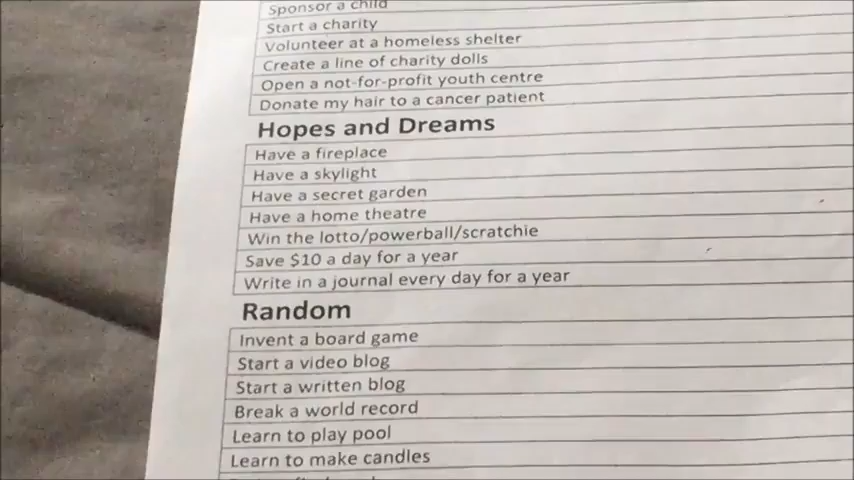 Sponsor a child
Start a charity
Volunteer at a homeless shelter
Create a line of charity dolls
Open a not-for-profit youth centre
Donate my hair to a cancer patient
Hopes and Dreams
Have a fireplace
Have a skylight
Have a secret garden
Have a home theatre
Win the lotto/powerball/scratchie
Save $10 a day for a year
Write in a journal every day for a year
Random
Invent a board game
Start a video blog
Start a written blog
Break a world record
Learn to play pool
Learn to make candles